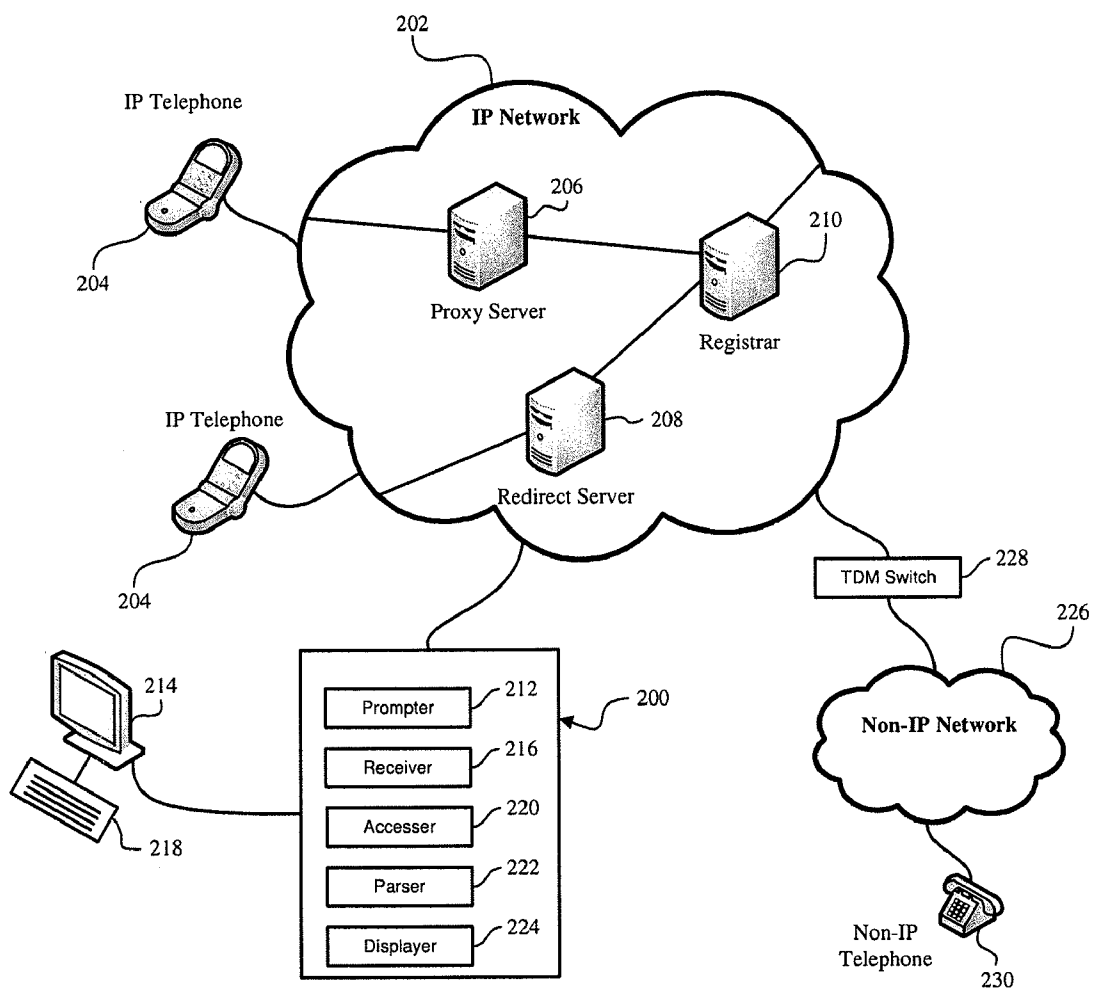 202
IP Telephone
IP Network
206
210
204
Proxy Server
Registrar
IP Telephone
208
Redirect Server
204
TDM Switch
228
226
214
Prompter
212
200
Non-IP Network
Receiver
216
Accesser
220
218
Parser
222
Displayer
224
Non-IP
Telephone
230